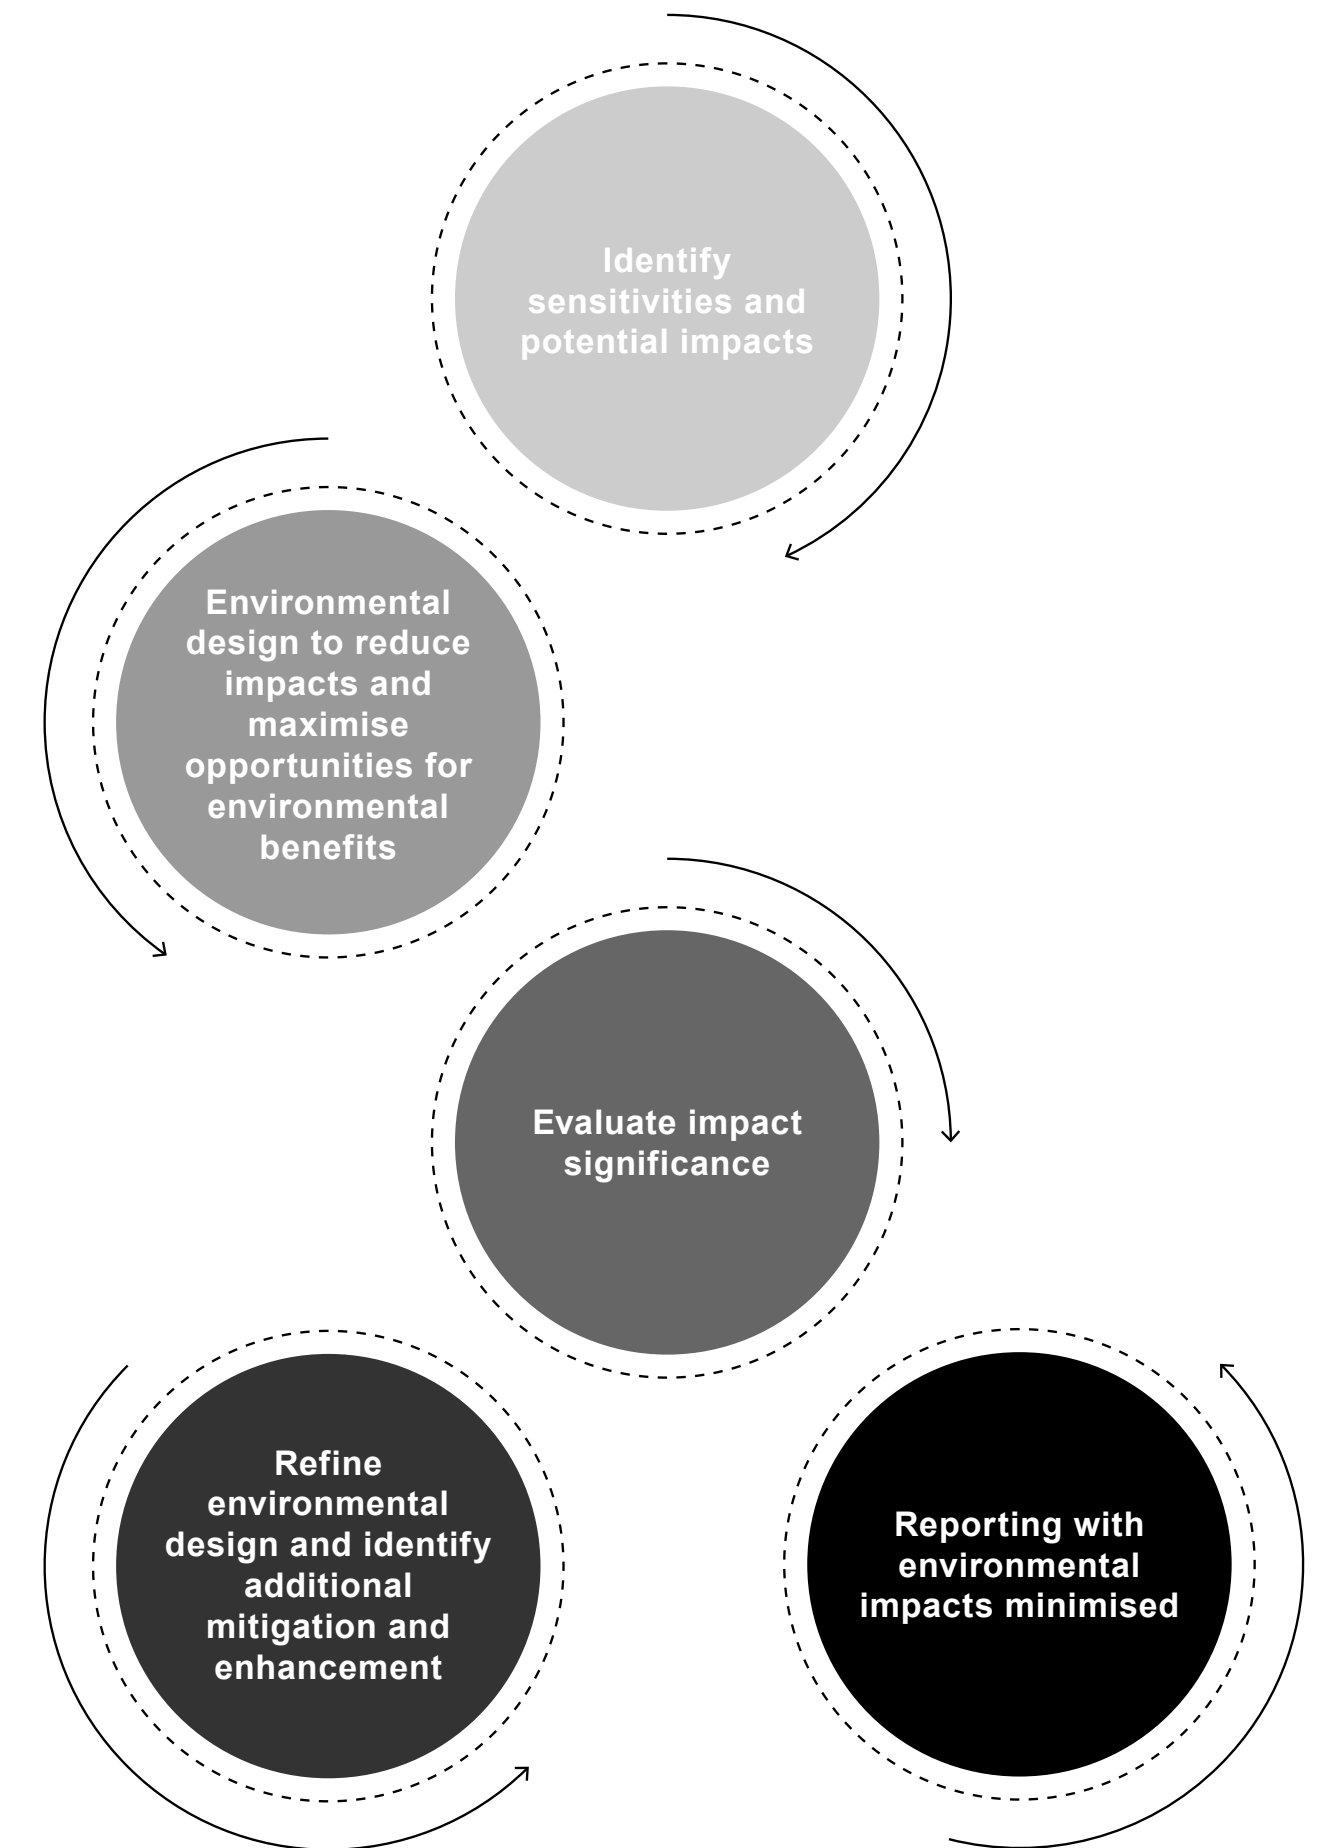 Identify
sensitivities and
potential impacts
Environmental
design to reduce
impacts and
maximise
opportunities for
environmental
benefits
Evaluate impact
significance
Refine
environmental
design and identify
additional
mitigation and
enhancement
Reporting with
environmental
impacts minimised